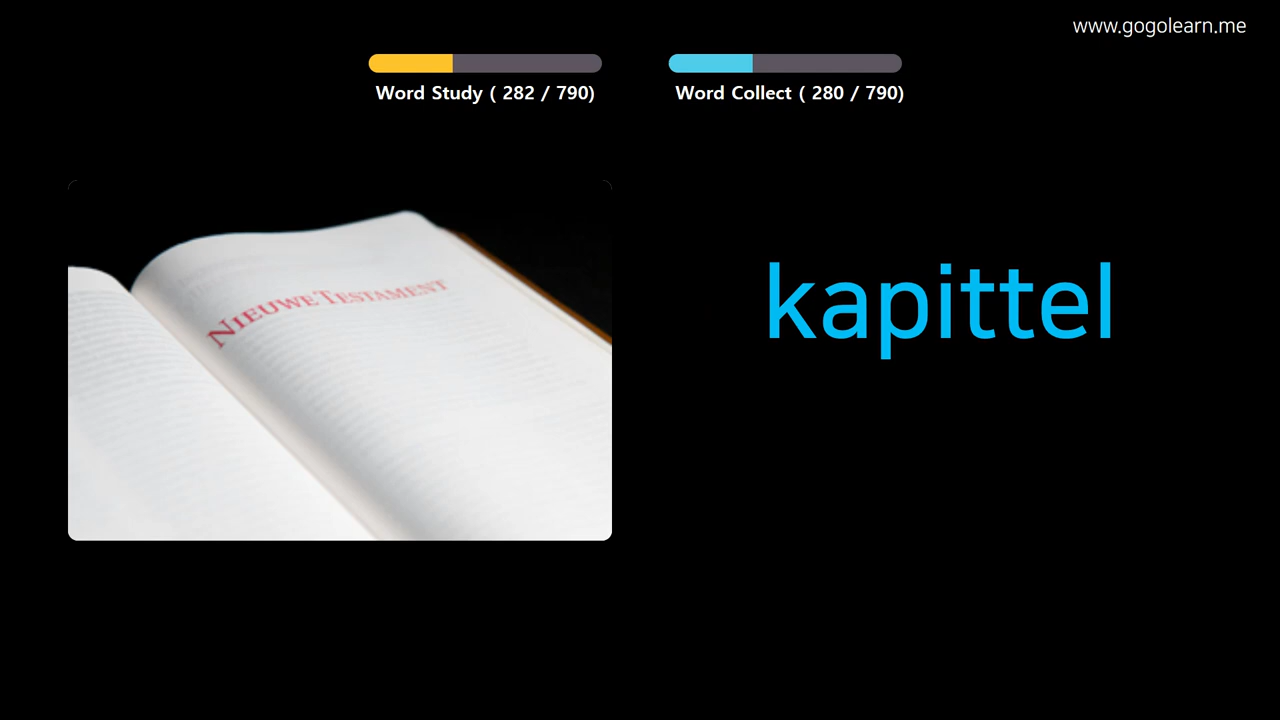 www.gogolearn.me
Word Study ( 282 / 790)
Word Collect ( 280 / 790)
NIEUWE TESTAMENT
kapittel